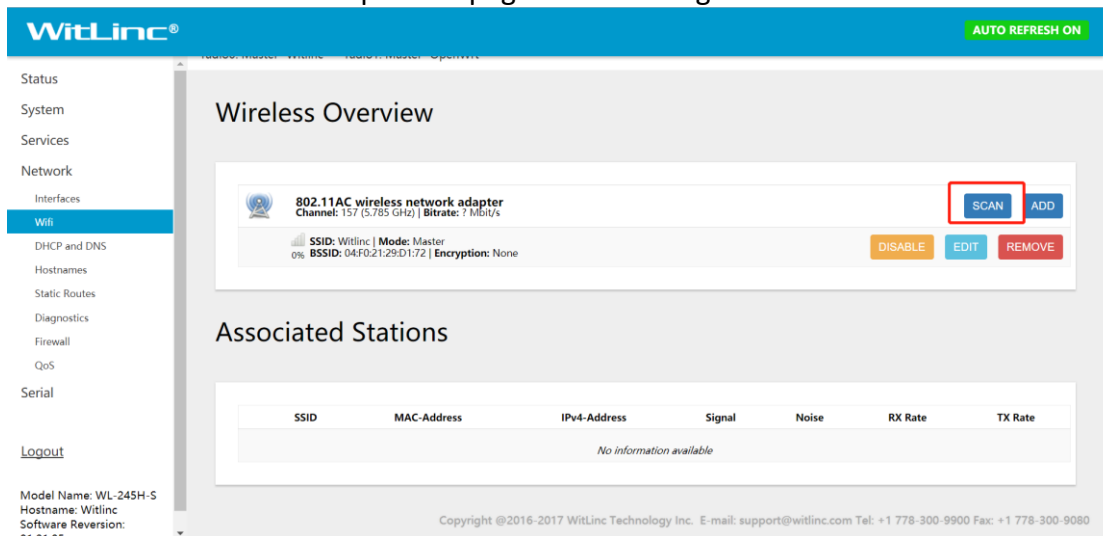 WitLinc®
AUTO REFRESH ON
Status
System
Services
Network
Interfaces
Wifi
DHCP and DNS
Hostnames
Static Routes
Diagnostics
Firewall
QoS
Serial
Logout
Model Name: WL-245H-S
Hostname: Witlinc
Software Reversion:
Wireless Overview
802.11AC wireless network adapter
Channel: 157 (5.785 GHz) | Bitrate: ? Mbit/s
SCAN ADD
SSID: Witlinc | Mode: Master
0% BSSID: 04:F0:21:29:D1:72 | Encryption: None
DISABLE EDIT REMOVE
Associated Stations
SSID MAC-Address IPv4-Address Signal Noise RX Rate TX Rate
No information available
Copyright @2016-2017 WitLinc Technology Inc. E-mail: support@witlinc.com Tel: +1 778-300-9900 Fax: +1 778-300-9080